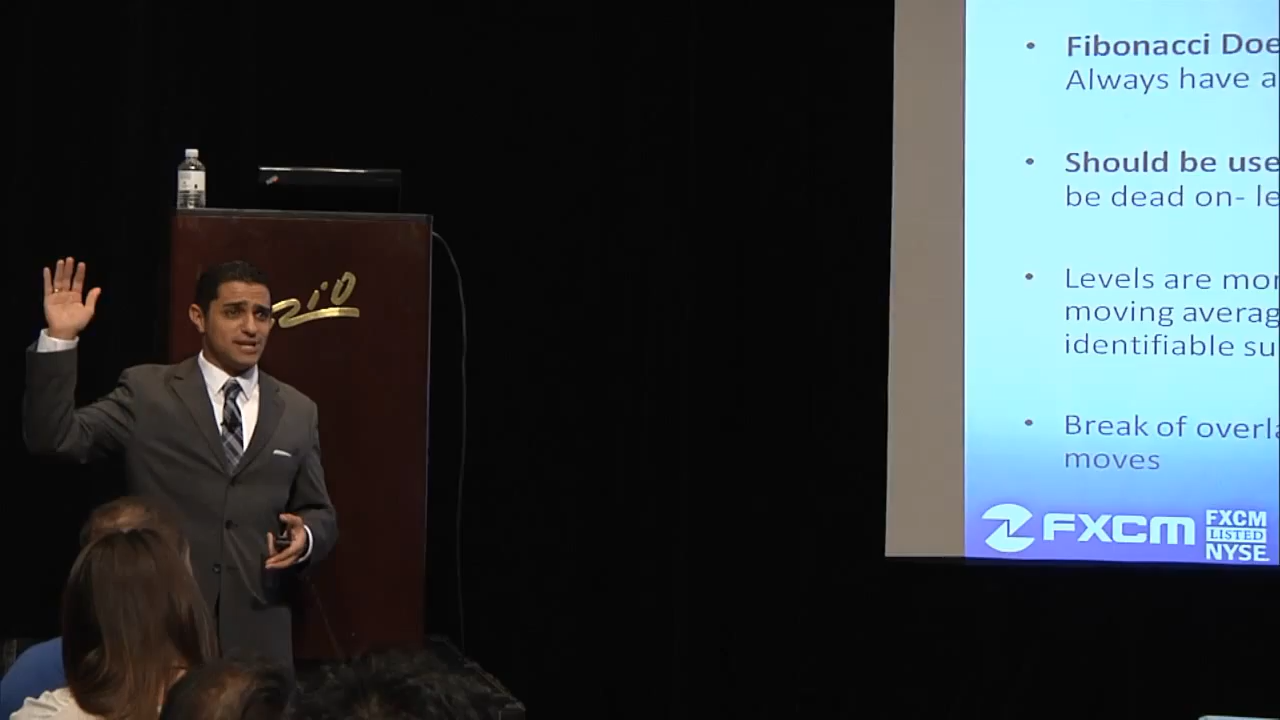 Fibonacci Doe
Always have a
Should be use
be dead on- le
Levels are mor
moving averag
identifiable su
Break of overla
moves
FXCM
FXCM
LISTED
NYSE
rio